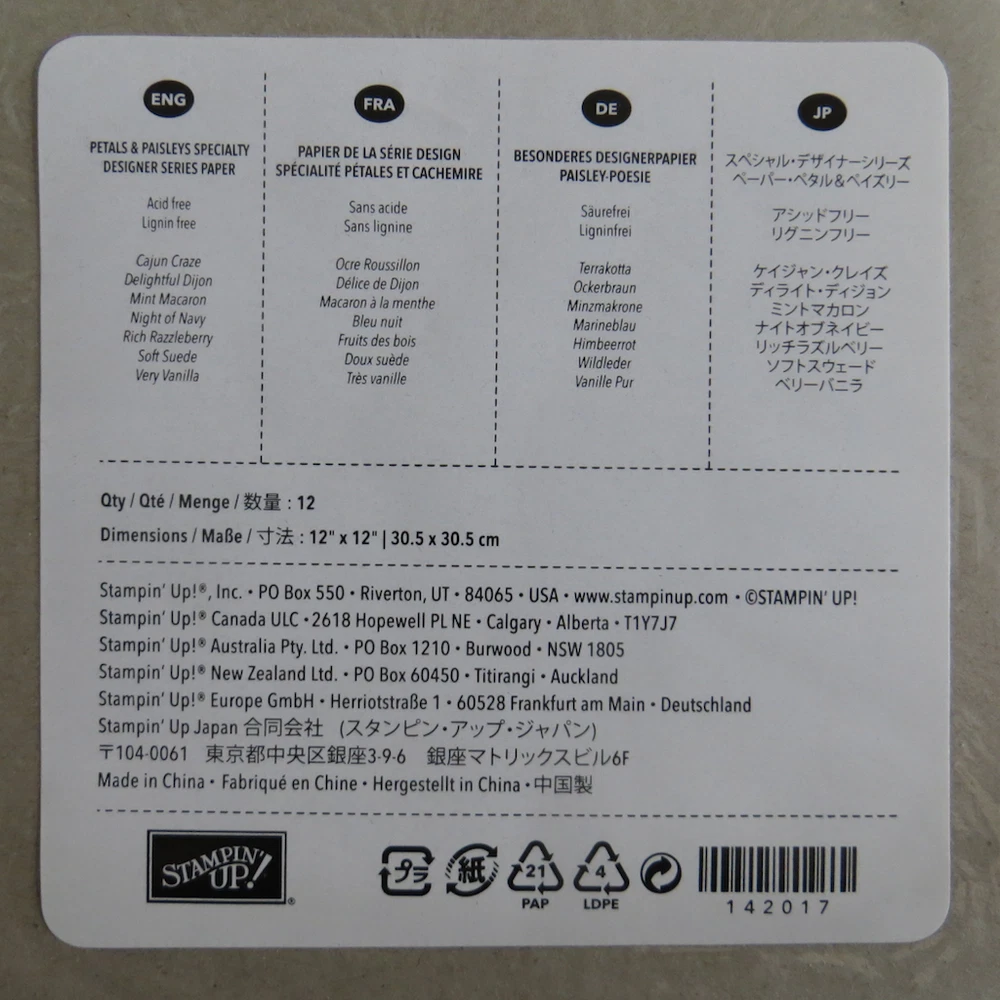 ENG
PETALS & PAISLEYS SPECIALTY
DESIGNER SERIES PAPER
Acid free
Lignin free
Cajun Craze
Delightful Dijon
Mint Macaron
Night of Navy
Rich Razzleberry
Soft Suede
Very Vanilla
FRA
PAPIER DE LA SÉRIE DESIGN
SPÉCIALITÉ PÉTALES ET CACHEMIRE
Sans acide
Sans lignine
Ocre Roussillon
Délice de Dijon
Macaron à la menthe
Bleu nuit
Fruits des bois
Doux suède
Très vanille
DE
BESONDERES DESIGNERPAPIER
PAISLEY-POESIE
Säurefrei
Ligninfrei
Terrakotta
Ockerbraun
Minzmakrone
Marineblau
Himbeerrot
Wildleder
Vanille Pur
JP
スペシャル・デザイナーシリーズ
ペーパー・ペタル&ペイズリー
アシッドフリー
リグニンフリー
ケイジャン・クレイズ
ディライト・ディジョン
ミントマカロン
ナイトオブネイビー
リッチラズルベリー
ソフトスウェード
ベリーバニラ
Qty / Qté / Menge / 数量 : 12
Dimensions / Maße / 寸法 : 12" x 12" | 30.5 x 30.5 cm
Stampin' Up!®, Inc. • PO Box 550 • Riverton, UT • 84065 • USA • www.stampinup.com • ©STAMPIN' UP!
Stampin' Up!® Canada ULC •2618 Hopewell PL NE • Calgary • Alberta • T1Y7J7
Stampin' Up!® Australia Pty. Ltd. • PO Box 1210 • Burwood • NSW 1805
Stampin' Up!® New Zealand Ltd. • PO Box 60450 • Titirangi • Auckland
Stampin' Up!® Europe GmbH • Herriotstraße 1 • 60528 Frankfurt am Main • Deutschland
Stampin' Up Japan 合同会社 (スタンピン・アップ・ジャパン)
〒104-0061 東京都中央区銀座3-9-6 銀座マトリックスビル6F
Made in China • Fabriqué en Chine • Hergestellt in China • 中国製
STAMPIN' UP!®
プラ
紙
21
PAP
4
LDPE
142017